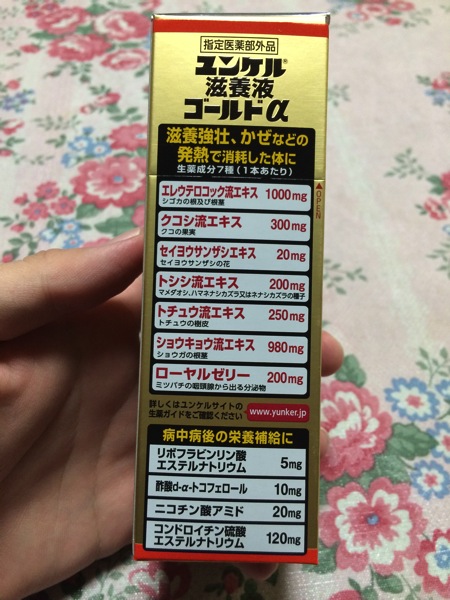 指定医薬部外品
ユンケル®
滋養液
ゴールドα
滋養強壮、かぜなどの
発熱で消耗した体に
生薬成分7種(1本あたり)
エレウテロコック流エキス 1000mg
シゴカの根及び根茎
クコシ流エキス 300mg
クコの果実
セイヨウサンザシエキス 20mg
セイヨウサンザシの花
トシシ流エキス 200mg
マメダオシ、ハマネナシカズラ又はネナシカズラの種子
トチュウ流エキス 250mg
トチュウの樹皮
ショウキョウ流エキス 980mg
ショウガの根茎
ローヤルゼリー 200mg
ミツバチの咽頭腺から出る分泌物
▲OPEN
詳しくはユンケルサイトの
生薬ガイドをご確認ください
www.yunker.jp
病中病後の栄養補給に
リボフラビンリン酸
エステルナトリウム 5mg
酢酸d-α-トコフェロール 10mg
ニコチン酸アミド 20mg
コンドロイチン硫酸
エステルナトリウム 120mg